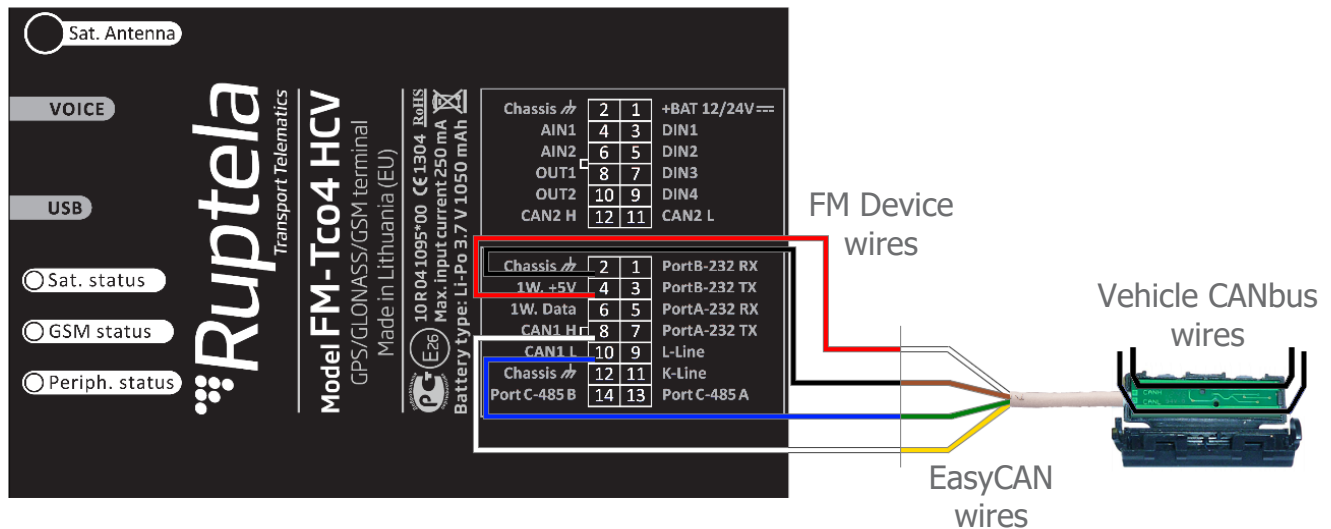 Sat. Antenna
VOICE
USB
Sat. status
GSM status
Periph. status
Ruptela
Transport Telematics
Model FM-Tco4 HCV
GPS/GLONASS/GSM terminal
Made in Lithuania (EU)
PG E26 10R041095*00 CE1304 RoHS
Max. input current 250 mA
Battery type: Li-Po 3.7 V 1050 mAh
Chassis 2 1 +BAT 12/24V
AIN1 4 3 DIN1
AIN2 6 5 DIN2
OUT1 8 7 DIN3
OUT2 10 9 DIN4
CAN2 H 12 11 CAN2 L
Chassis 2 1 PortB-232 RX
1W. +5V 4 3 PortB-232 TX
1W. Data 6 5 PortA-232 RX
CAN1 H 8 7 PortA-232 TX
CAN1 L 10 9 L-Line
Chassis 12 11 K-Line
Port C-485 B 14 13 Port C-485 A
FM Device
wires
Vehicle CANbus
wires
CANH
CANL
EasyCAN
wires